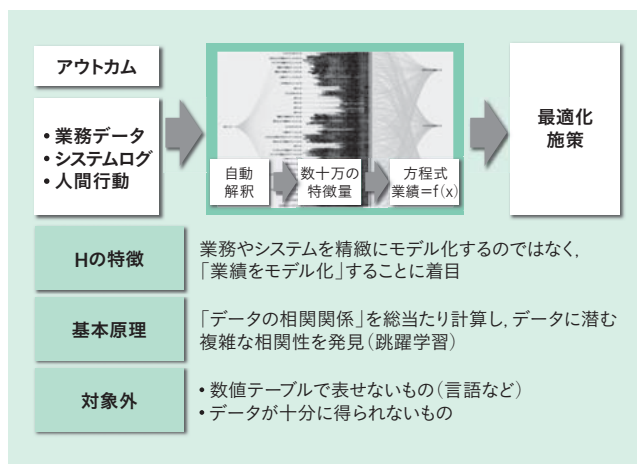 アウトカム
• 業務データ
• システムログ
• 人間行動
自動
解釈
数十万の
特徴量
方程式
業績=f(x)
最適化
施策
Hの特徴
業務やシステムを精緻にモデル化するのではなく,
「業績をモデル化」することに着目
基本原理
「データの相関関係」を総当たり計算し, データに潜む
複雑な相関性を発見(跳躍学習)
対象外
• 数値テーブルで表せないもの(言語など)
• データが十分に得られないもの